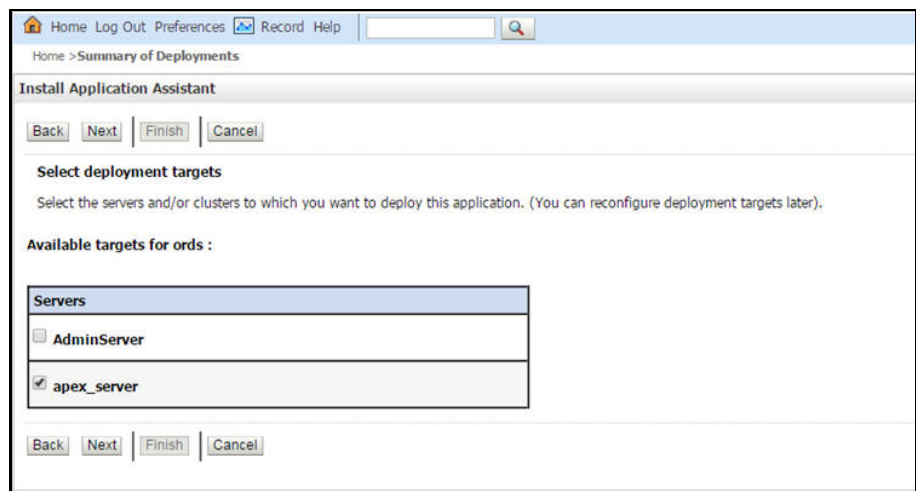 Home Log Out Preferences Record Help
Home >Summary of Deployments
Install Application Assistant
Back Next Finish Cancel
Select deployment targets
Select the servers and/or clusters to which you want to deploy this application. (You can reconfigure deployment targets later).
Available targets for ords :
Servers
AdminServer
apex_server
Back Next Finish Cancel